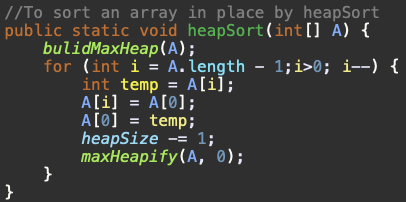 //To sort an array in place by heapSort
public static void heapSort(int[] A) {
    bulidMaxHeap(A);
    for (int i = A.length - 1;i>0; i--) {
        int temp = A[i];
        A[i] = A[0];
        A[0] = temp;
        heapSize -= 1;
        maxHeapify(A, 0);
    }
}